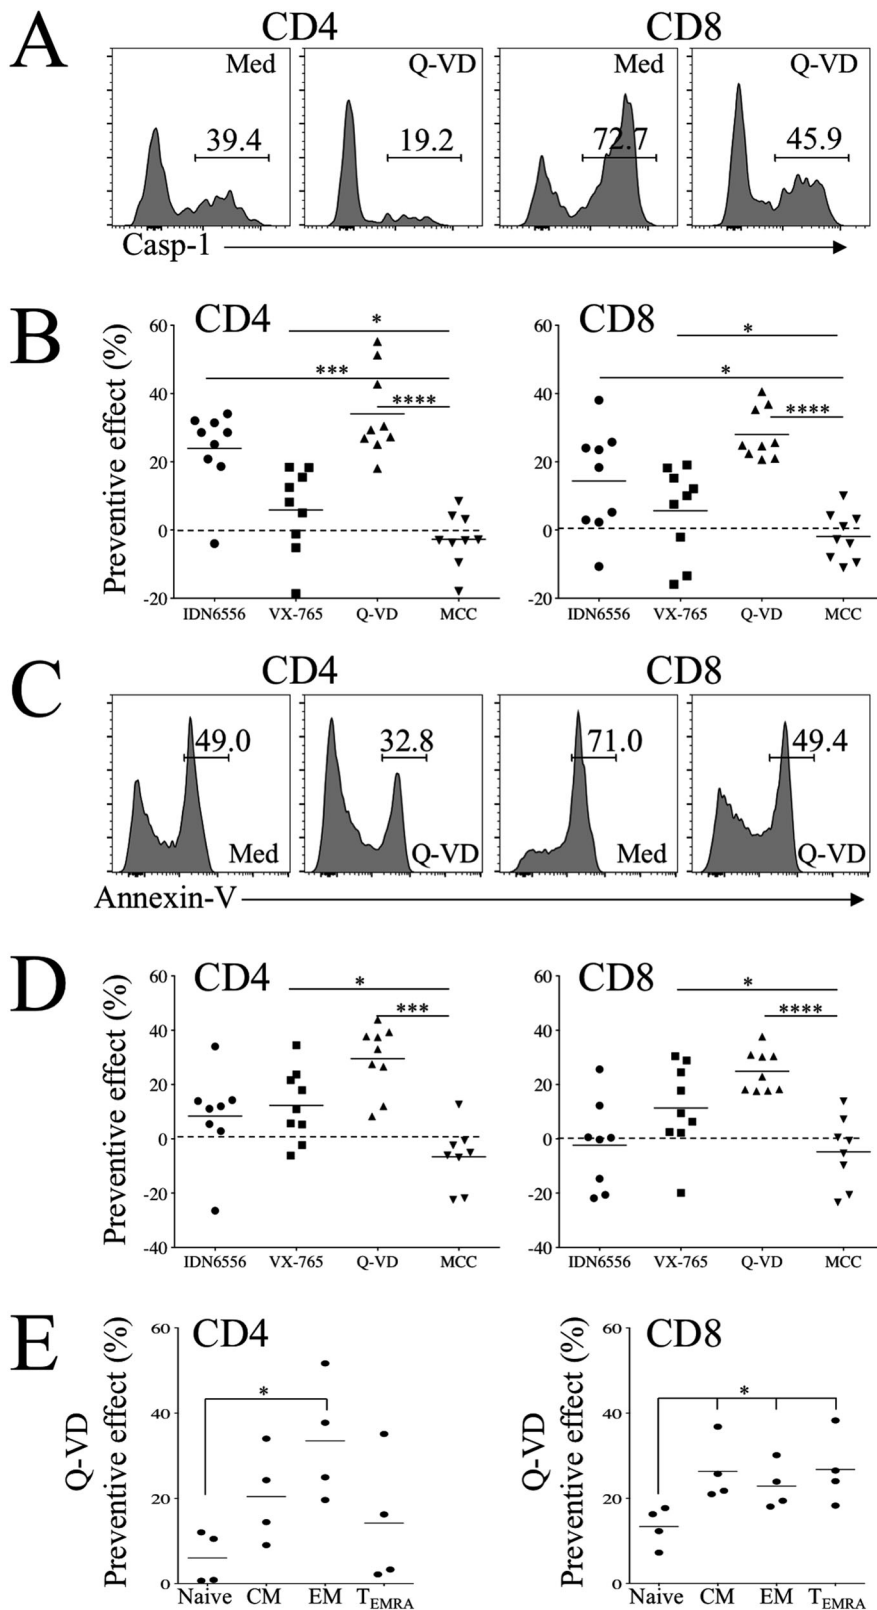 A
CD4
CD8
Med
Q-VD
Med
Q-VD
39.4
19.2
72.7
45.9
Casp-1
B
Preventive effect (%)
CD4
60
40
20
0
-20
*
***
****
IDN6556
VX-765
Q-VD
MCC
CD8
60
40
20
0
-20
*
*
****
IDN6556
VX-765
Q-VD
MCC
C
CD4
CD8
49.0
32.8
71.0
49.4
Med
Q-VD
Med
Q-VD
Annexin-V
D
Preventive effect (%)
CD4
60
40
20
0
-20
-40
*
***
IDN6556
VX-765
Q-VD
MCC
CD8
60
40
20
0
-20
-40
*
****
IDN6556
VX-765
Q-VD
MCC
E
Q-VD
Preventive effect (%)
CD4
60
40
20
0
*
Naive
CM
EM
TEMRA
Q-VD
Preventive effect (%)
CD8
60
40
20
0
*
Naive
CM
EM
TEMRA